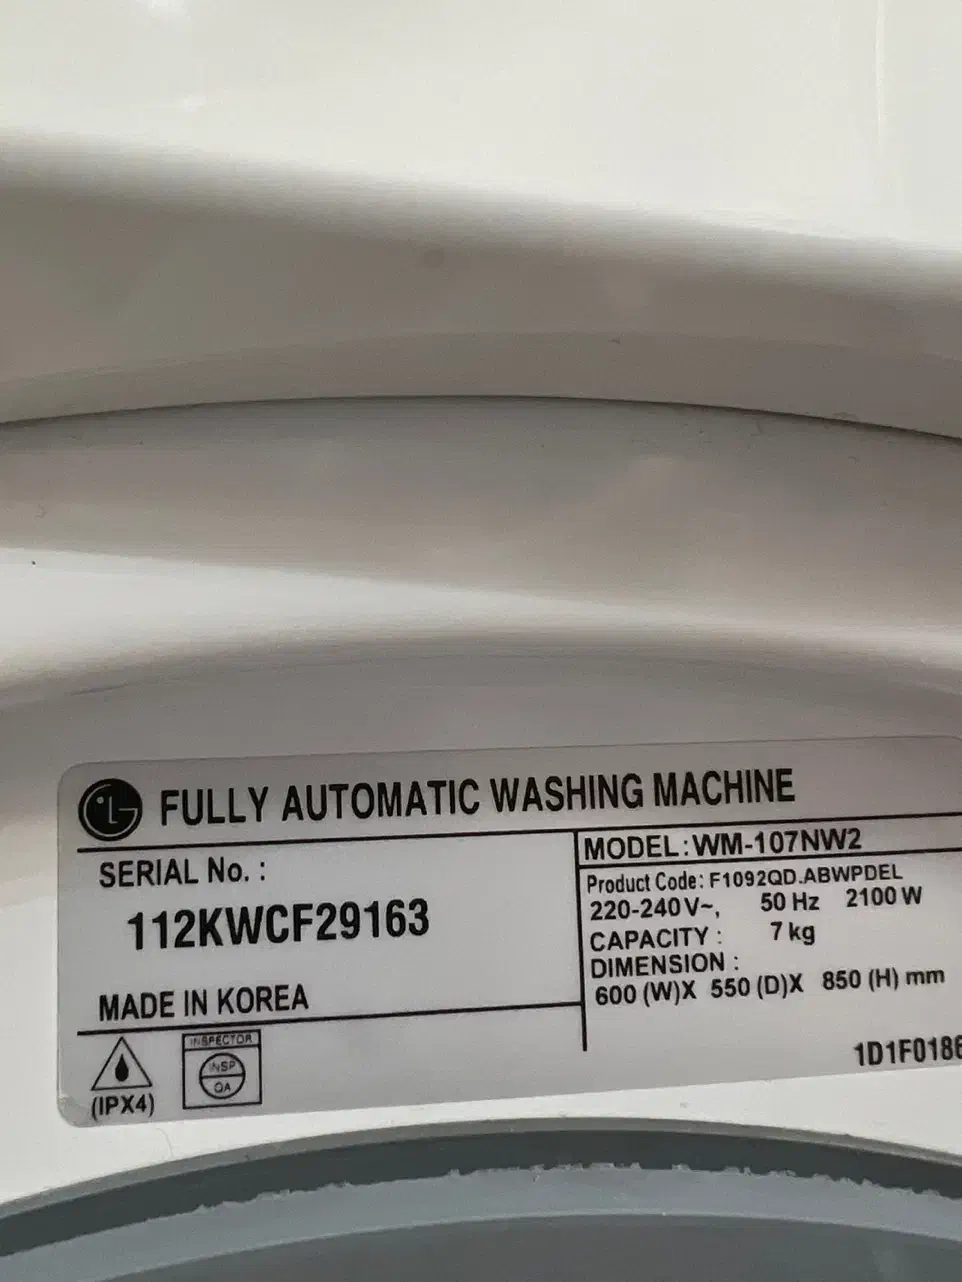 LG FULLY AUTOMATIC WASHING MACHINE
SERIAL No. :
112KWCF29163
MADE IN KOREA
MODEL : WM-107NW2
Product Code: F1092QD.ABWPDEL
220-240V~, 50 Hz 2100 W
CAPACITY : 7 kg
DIMENSION :
600 (W)X 550 (D)X 850 (H) mm
INSPECTOR
INSP
QA
(IPX4)
1D1F0186